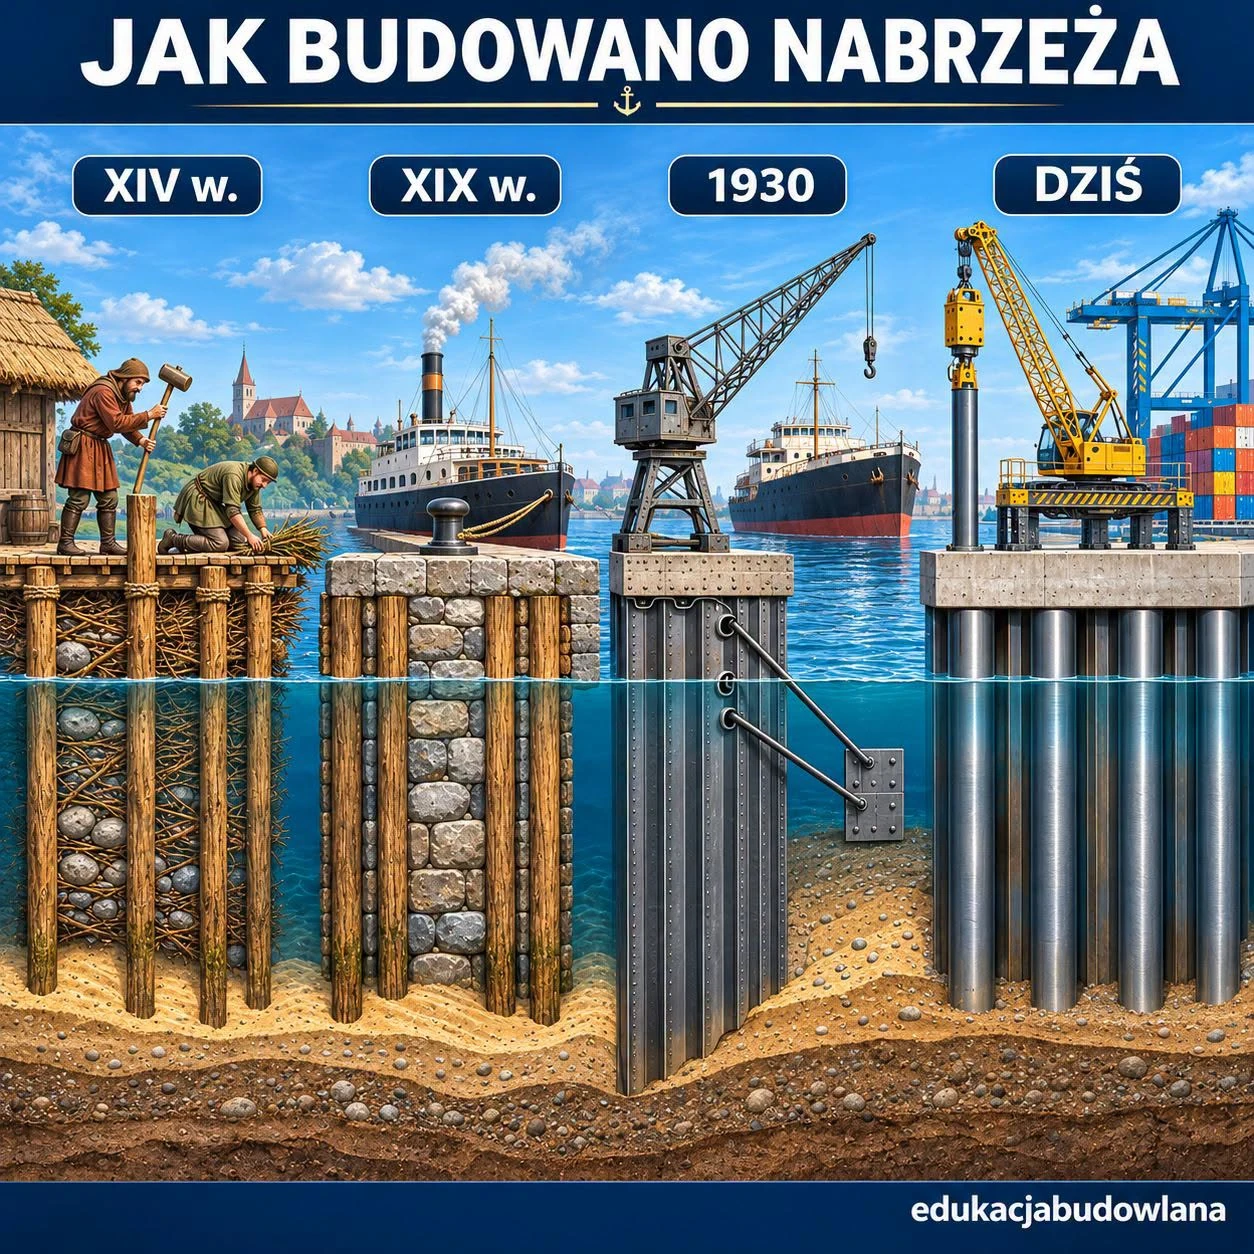 JAK BUDOWANO NABRZEŻA
XIV w.
XIX w.
1930
DZIŚ
edukacjabudowlana